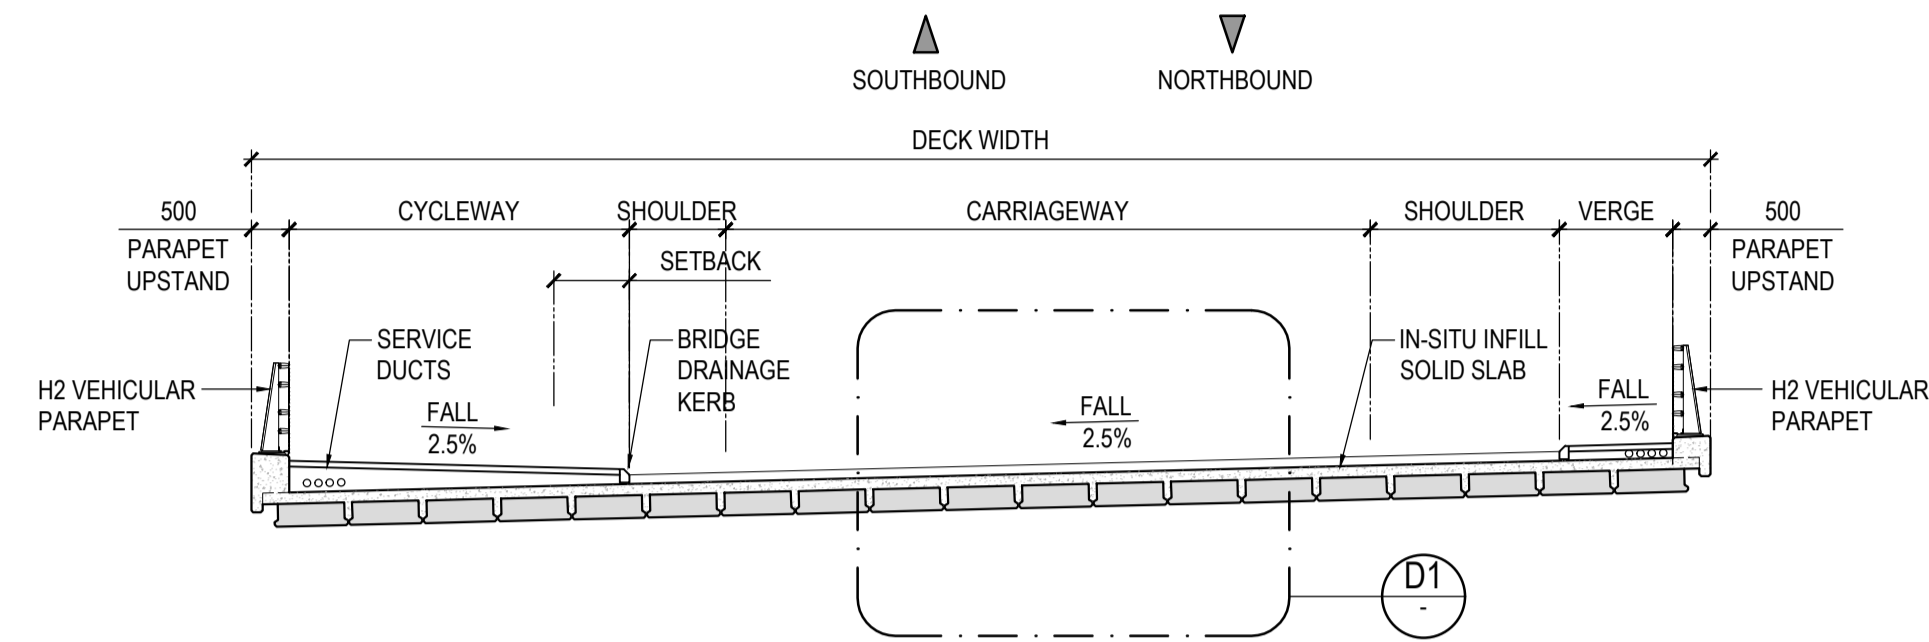 SOUTHBOUND
NORTHBOUND
DECK WIDTH
500
CYCLEWAY
SHOULDER
CARRIAGEWAY
SHOULDER
VERGE
500
PARAPET
UPSTAND
SETBACK
PARAPET
UPSTAND
SERVICE
DUCTS
BRIDGE
DRAINAGE
KERB
IN-SITU INFILL
SOLID SLAB
H2 VEHICULAR
PARAPET
FALL
2.5%
FALL
2.5%
FALL
2.5%
H2 VEHICULAR
PARAPET
D1
-